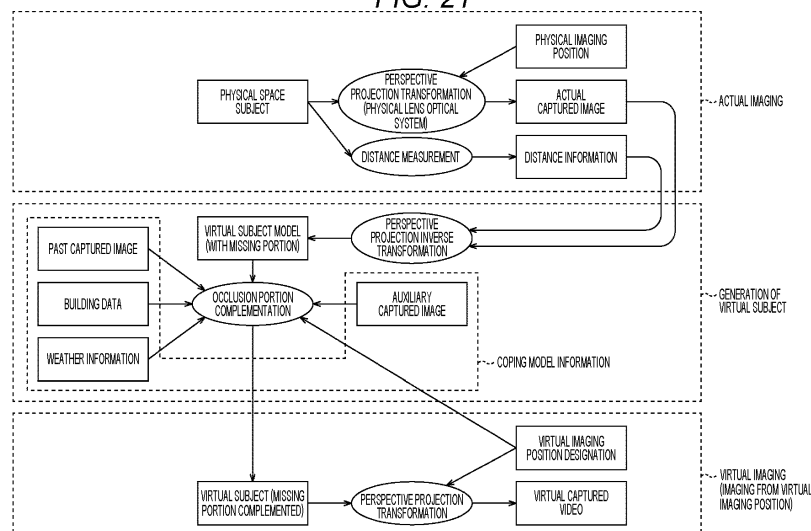 FIG. 21
PHYSICAL IMAGING
POSITION
PHYSICAL SPACE
SUBJECT
PERSPECTIVE
PROJECTION TRANSFORMATION
(PHYSICAL LENS OPTICAL
SYSTEM)
ACTUAL
CAPTURED IMAGE
ACTUAL IMAGING
DISTANCE MEASUREMENT
DISTANCE INFORMATION
PAST CAPTURED IMAGE
VIRTUAL SUBJECT MODEL
(WITH MISSING PORTION)
PERSPECTIVE
PROJECTION INVERSE
TRANSFORMATION
BUILDING DATA
OCCLUSION PORTION
COMPLEMENTATION
AUXILIARY
CAPTURED IMAGE
GENERATION OF
VIRTUAL SUBJECT
WEATHER INFORMATION
COPING MODEL INFORMATION
VIRTUAL IMAGING
POSITION DESIGNATION
VIRTUAL SUBJECT (MISSING
PORTION COMPLEMENTED)
PERSPECTIVE PROJECTION
TRANSFORMATION
VIRTUAL CAPTURED
VIDEO
VIRTUAL IMAGING
(IMAGING FROM VIRTUAL
IMAGING POSITION)